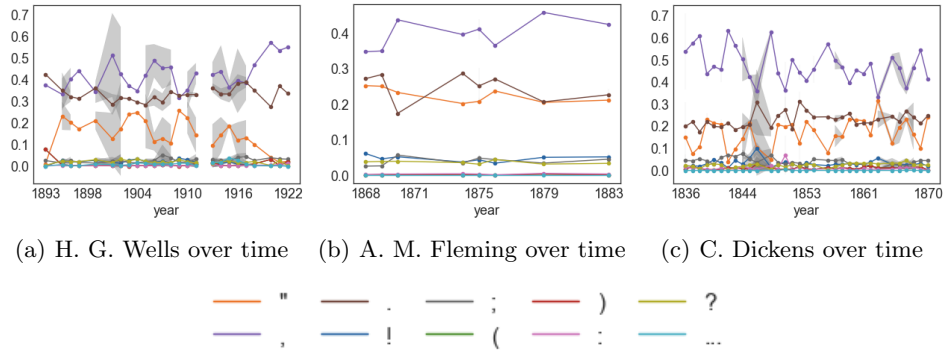 0.7
0.6
0.5
0.4
0.3
0.2
0.1
0.0
1893 1898 1904 1910 1916 1922
year
0.4
0.3
0.2
0.1
0.0
1868 1871 1875 1879 1883
year
0.7
0.6
0.5
0.4
0.3
0.2
0.1
0.0
1836 1844 1853 1861 1870
year
(a) H. G. Wells over time (b) A. M. Fleming over time (c) C. Dickens over time
" . ; ) ?
, ! ( : ...